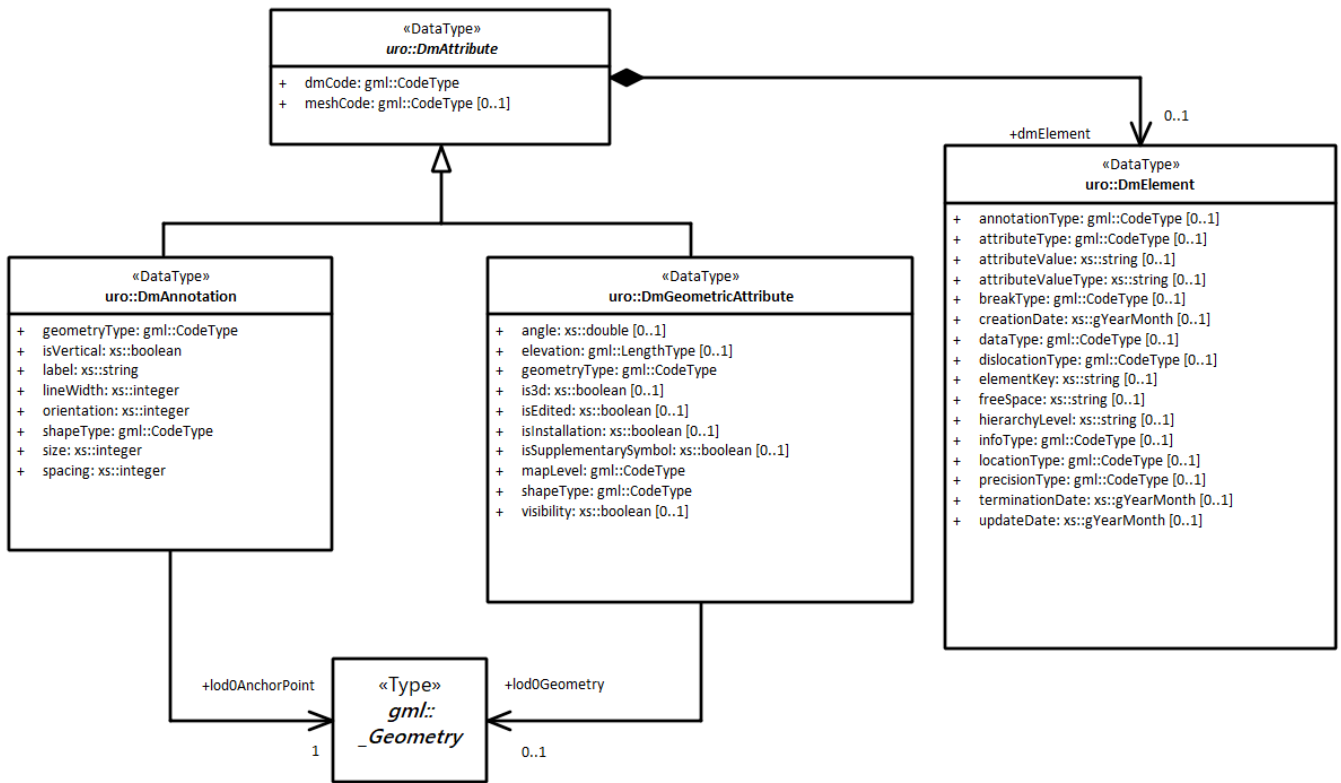 «DataType»
uro::DmAttribute
+ dmCode: gml::CodeType
+ meshCode: gml::CodeType [0..1]
0..1
+dmElement
«DataType»
uro::DmElement
+ annotationType: gml::CodeType [0..1]
+ attributeType: gml::CodeType [0..1]
+ attributeValue: xs::string [0..1]
+ attributeValueType: xs::string [0..1]
+ breakType: gml::CodeType [0..1]
+ creationDate: xs::gYearMonth [0..1]
+ dataType: gml::CodeType [0..1]
+ dislocationType: gml::CodeType [0..1]
+ elementKey: xs::string [0..1]
+ freeSpace: xs::string [0..1]
+ hierarchyLevel: xs::string [0..1]
+ infoType: gml::CodeType [0..1]
+ locationType: gml::CodeType [0..1]
+ precisionType: gml::CodeType [0..1]
+ terminationDate: xs::gYearMonth [0..1]
+ updateDate: xs::gYearMonth [0..1]
«DataType»
uro::DmAnnotation
+ geometryType: gml::CodeType
+ isVertical: xs::boolean
+ label: xs::string
+ lineWidth: xs::integer
+ orientation: xs::integer
+ shapeType: gml::CodeType
+ size: xs::integer
+ spacing: xs::integer
«DataType»
uro::DmGeometricAttribute
+ angle: xs::double [0..1]
+ elevation: gml::LengthType [0..1]
+ geometryType: gml::CodeType
+ is3d: xs::boolean [0..1]
+ isEdited: xs::boolean [0..1]
+ isInstallation: xs::boolean [0..1]
+ isSupplementarySymbol: xs::boolean [0..1]
+ mapLevel: gml::CodeType
+ shapeType: gml::CodeType
+ visibility: xs::boolean [0..1]
+lod0AnchorPoint
1
«Type»
gml::
_Geometry
+lod0Geometry
0..1